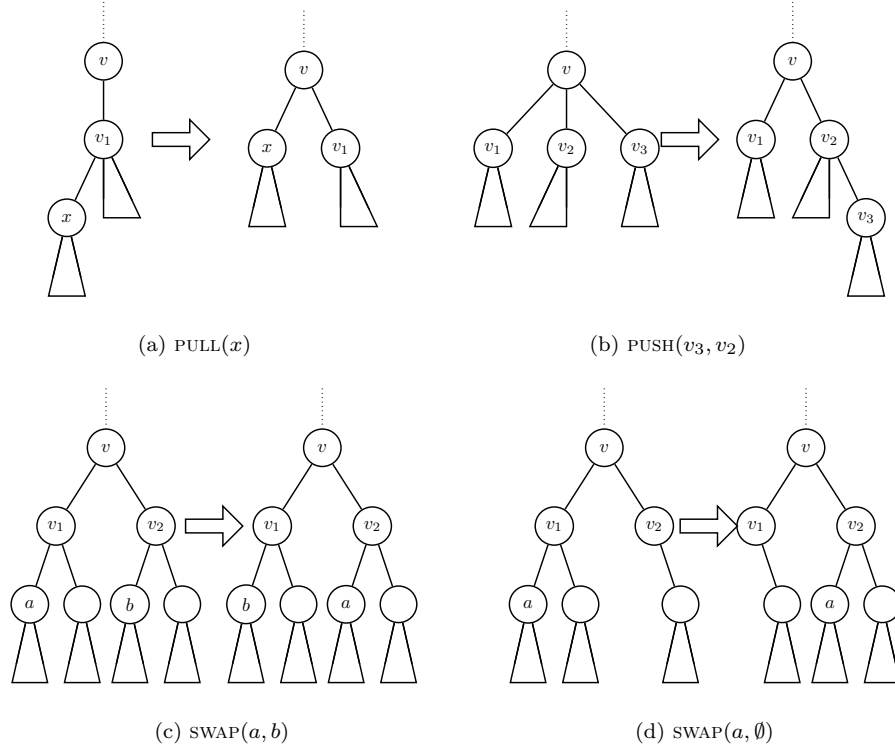 v
v
v₁
x
v₁
x
(a) PULL(x)
v
v
v₁
v₂
v₁
v₂
v₃
v₃
(b) PUSH(v₃, v₂)
v
v
v₁
v₂
v₁
v₂
a
b
b
a
(c) SWAP(a, b)
v
v
v₁
v₂
v₁
v₂
a
a
(d) SWAP(a, ∅)